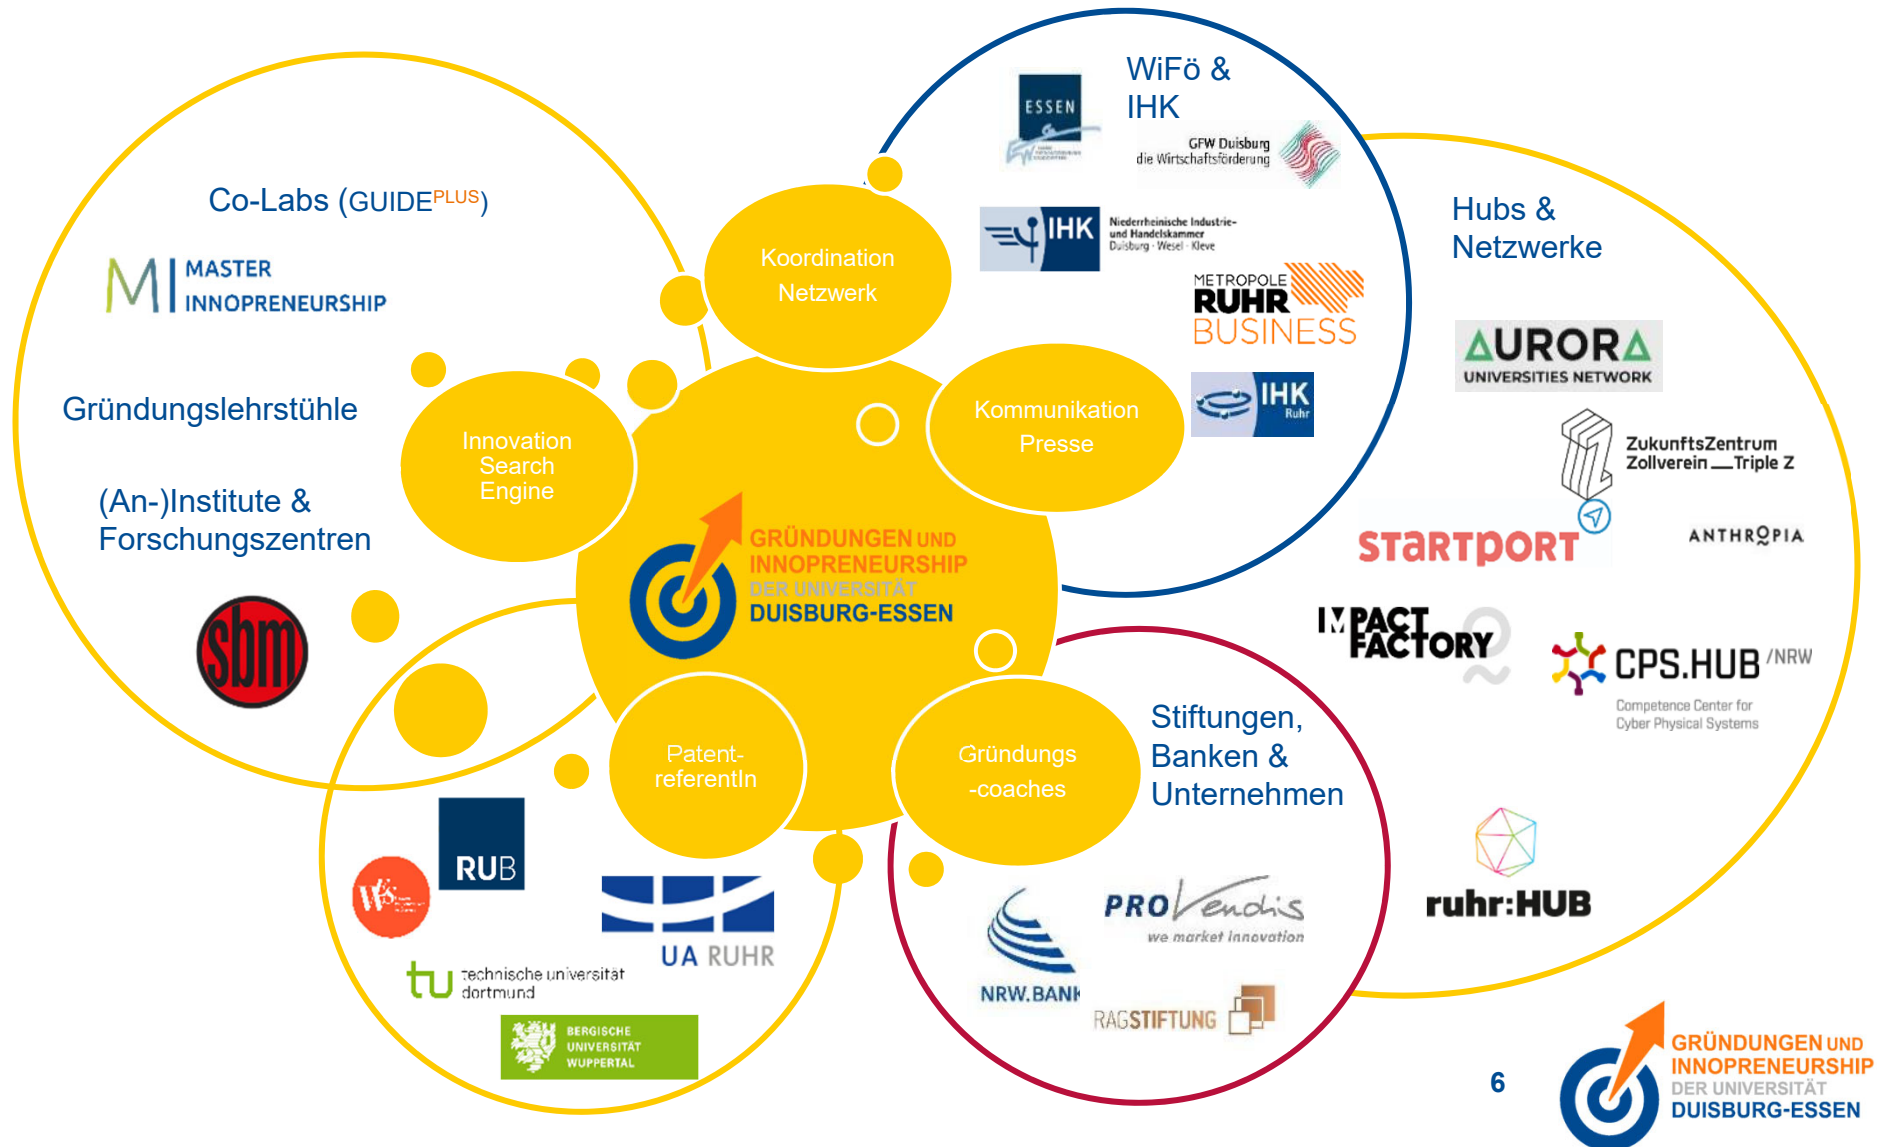 WiFö &
IHK
ESSEN
GFW Duisburg
die Wirtschaftsförderung
IHK
Niederrheinische Industrie-
und Handelskammer
Duisburg · Wesel · Kleve
METROPOLE
RUHR
BUSINESS
IHK
Ruhr
Co-Labs (GUIDEPLUS)
MI MASTER
INNOPRENEURSHIP
Gründungslehrstühle
(An-)Institute &
Forschungszentren
sbm
Koordination
Netzwerk
Kommunikation
Presse
Innovation
Search
Engine
GRÜNDUNGEN UND
INNOPRENEURSHIP
DER UNIVERSITÄT
DUISBURG-ESSEN
Patent-
referentIn
Gründungs
-coaches
Hubs &
Netzwerke
AURORA
UNIVERSITIES NETWORK
ZukunftsZentrum
Zollverein __Triple Z
STARTPORT
ANTHROPIA
IMPACT
FACTORY
CPS.HUB /NRW
Competence Center for
Cyber Physical Systems
ruhr:HUB
Stiftungen,
Banken &
Unternehmen
NRW.BANK
PROvendis
we market innovation
RAGSTIFTUNG
RUB
UA RUHR
tu technische universität
dortmund
BERGISCHE
UNIVERSITÄT
WUPPERTAL
6
GRÜNDUNGEN UND
INNOPRENEURSHIP
DER UNIVERSITÄT
DUISBURG-ESSEN